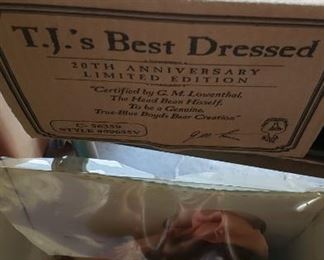 T.J.'s Best Dressed
20TH ANNIVERSARY
LIMITED EDITION
"Certified by G. M. Lowenthal,
The Head Bean Hisself,
To be a Genuine,
True-Blue Boyds Bear Creation"
STYLE